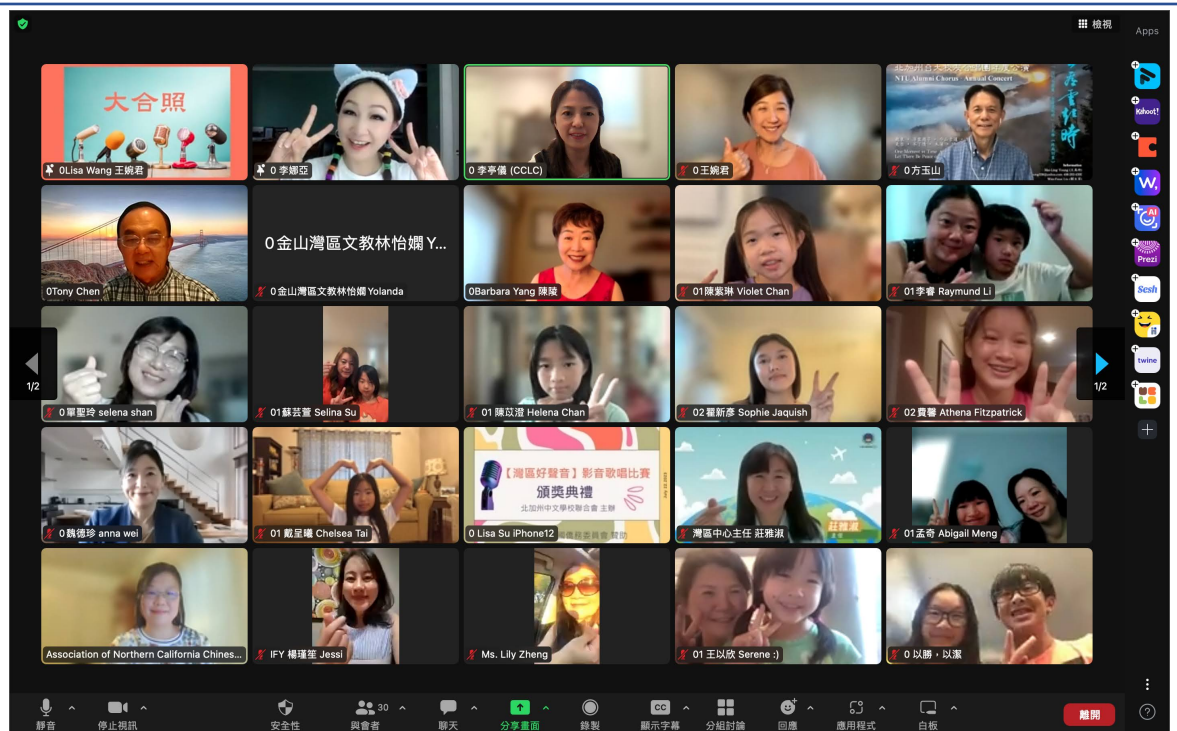 檢視
Apps
大合照
0Lisa Wang 王婉君
0 李娜亞
0 李亭儀 (CCLC)
0 王婉君
NTU Alumni Chorus Annual Concert
0 方玉山
Kahoot!
W,
AI
Prezi
Sesh
twine
0Tony Chen
0金山灣區文教林怡嫻 Y...
0 金山灣區文教林怡嫻 Yolanda
0Barbara Yang 陳陵
01 陳紫琳 Violet Chan
01李睿 Raymund Li
1/2
0 單聖玲 selena shan
01蘇芸萱 Selina Su
01 陳苡澄 Helena Chan
02 翟新彥 Sophie Jaquish
02 費馨 Athena Fitzpatrick
1/2
0 魏德珍 anna wei
01 戴呈曦 Chelsea Tai
【灣區好聲音】影音歌唱比賽
頒獎典禮
北加州中文學校聯合會 主辦
0 Lisa Su iPhone12
贊助
莊雅淑
灣區中心主任 莊雅淑
01孟奇 Abigail Meng
Association of Northern California Chines...
IFY 楊瑾笙 Jessi
Ms. Lily Zheng
01 王以欣 Serene :)
0 以勝，以潔
靜音
停止視訊
安全性
30
與會者
聊天
分享畫面
錄製
CC
顯示字幕
分組討論
回應
應用程式
白板
離開